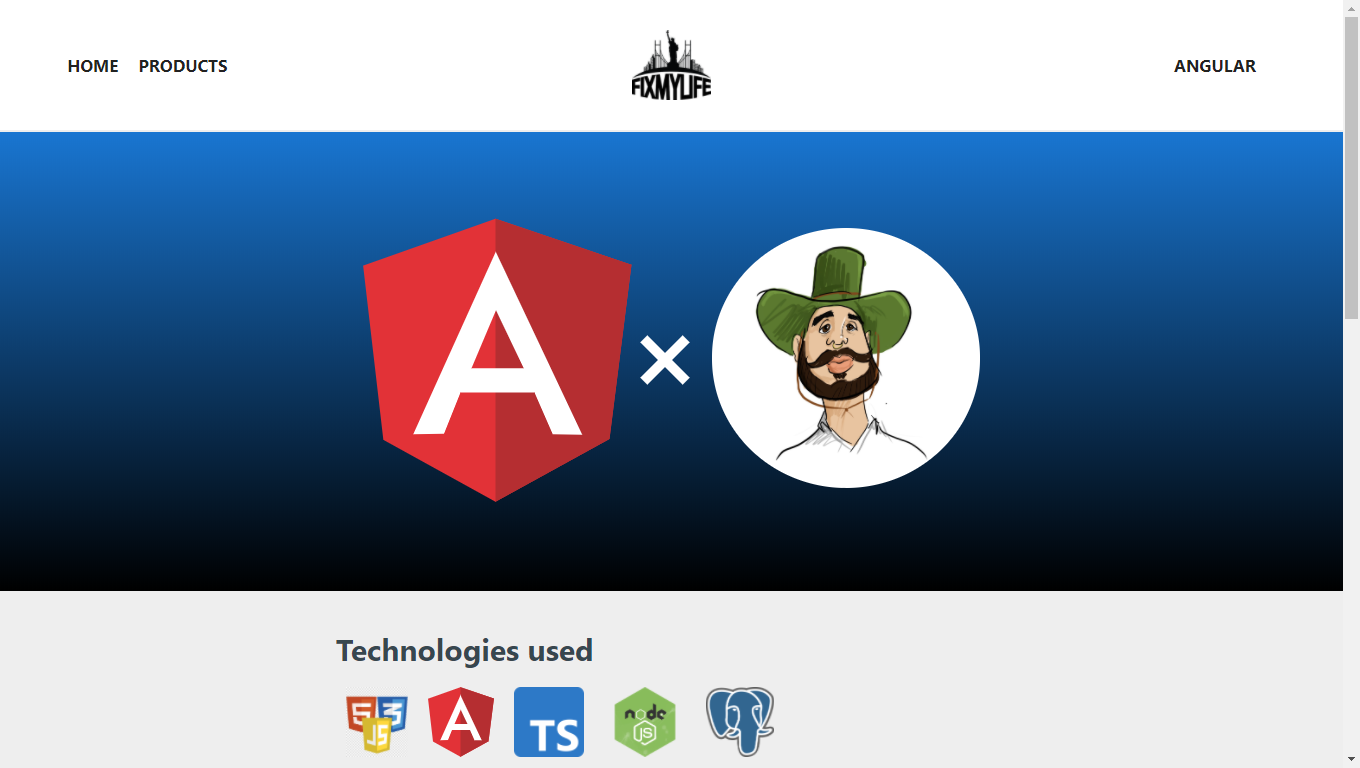 HOME PRODUCTS
FIXMYLIFE
ANGULAR
A
×
Technologies used
5 3
JS
A
TS
node
JS